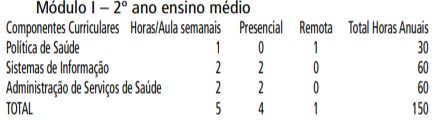 Módulo I – 2º ano ensino médio
Componentes Curriculares Horas/Aula semanais Presencial Remota Total Horas Anuais
Política de Saúde 1 0 1 30
Sistemas de Informação 2 2 0 60
Administração de Serviços de Saúde 2 2 0 60
TOTAL 5 4 1 150